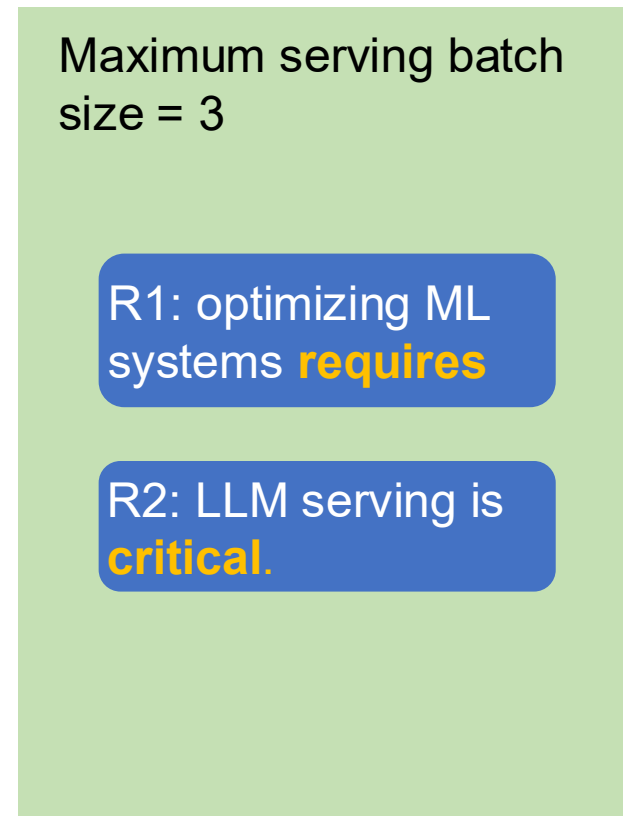 Maximum serving batch
size = 3
R1: optimizing ML
systems requires
R2: LLM serving is
critical.